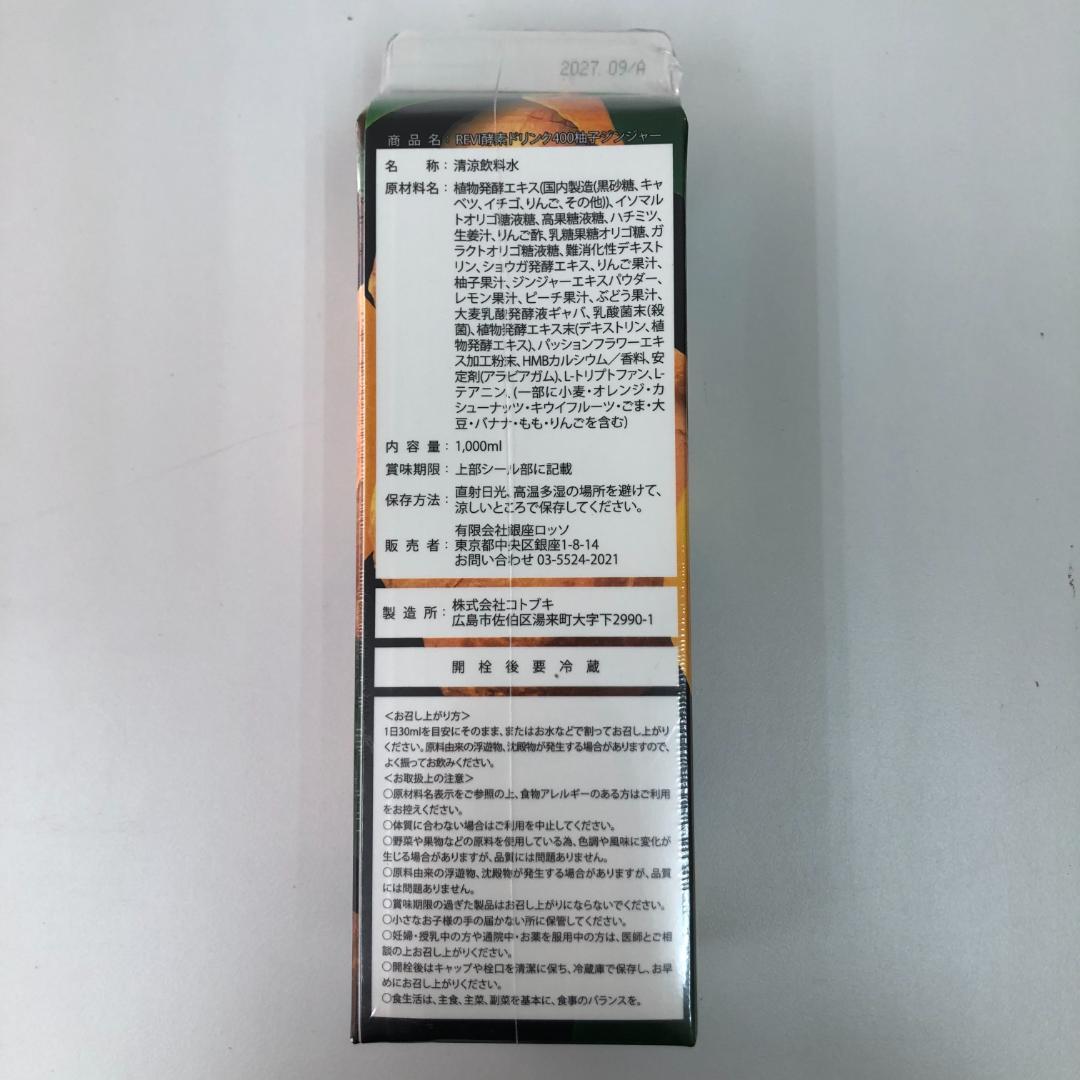 2027. 09/A
商品名：REVI酵素ドリンク400柚子ジンジャー
名称：清涼飲料水
原材料名：植物発酵エキス(国内製造(黒砂糖、キャ
ベツ、イチゴ、りんご、その他))、イソマル
トオリゴ糖液糖、高果糖液糖、ハチミツ、
生姜汁、りんご酢、乳糖果糖オリゴ糖、ガ
ラクトオリゴ糖液糖、難消化性デキスト
リン、ショウガ発酵エキス、りんご果汁、
柚子果汁、ジンジャーエキスパウダー、
レモン果汁、ピーチ果汁、ぶどう果汁、
大麦乳酸発酵液ギャバ、乳酸菌末(殺
菌)、植物発酵エキス末(デキストリン、植
物発酵エキス)、パッションフラワーエキ
ス加工粉末、HMBカルシウム／香料、安
定剤(アラビアガム)、L-トリプトファン、L-
テアニン、(一部に小麦・オレンジ・カ
シューナッツ・キウイフルーツ・ごま・大
豆・バナナ・もも・りんごを含む)
内容量：1,000ml
賞味期限：上部シール部に記載
保存方法：直射日光、高温多湿の場所を避けて、
涼しいところで保存してください。
有限会社銀座ロッソ
販売者：東京都中央区銀座1-8-14
お問い合わせ 03-5524-2021
製造所：株式会社コトブキ
広島市佐伯区湯来町大字下2990-1
開栓後要冷蔵
＜お召し上がり方＞
1日30mlを目安にそのまま、またはお水などで割ってお召し上がり
ください。原料由来の浮遊物、沈殿物が発生する場合がありますので、
よく振ってお飲みください。
＜お取扱上の注意＞
○原材料名表示をご参照の上、食物アレルギーのある方はご利用
をお控えください。
○体質に合わない場合はご利用を中止してください。
○野菜や果物などの原料を使用している為、色調や風味に変化が
生じる場合がありますが、品質には問題ありません。
○原料由来の浮遊物、沈殿物が発生する場合がありますが、品質
には問題ありません。
○賞味期限の過ぎた製品はお召し上がりにならないでください。
○小さなお子様の手の届かない所に保管してください。
○妊婦・授乳中の方や通院中・お薬を服用中の方は、医師とご相
談の上お召し上がりください。
○開栓後はキャップや栓口を清潔に保ち、冷蔵庫で保存し、お早
めにお召し上がりください。
○食生活は、主食、主菜、副菜を基本に、食事のバランスを。